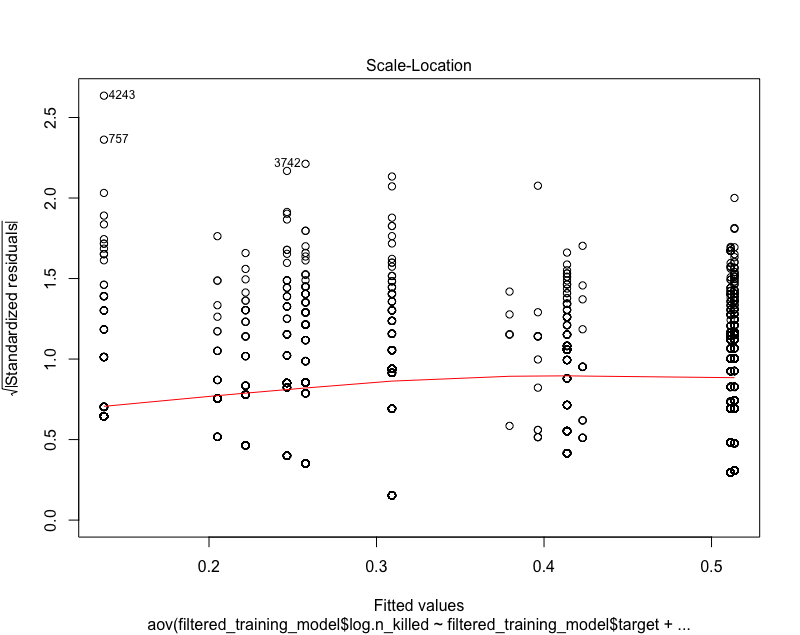 Scale-Location
4243
757
3742
2.5
2.0
1.5
1.0
0.5
0.0
√|Standardized residuals|
0.2 0.3 0.4 0.5
Fitted values
aov(filtered_training_model$log.n_killed ~ filtered_training_model$target + ...